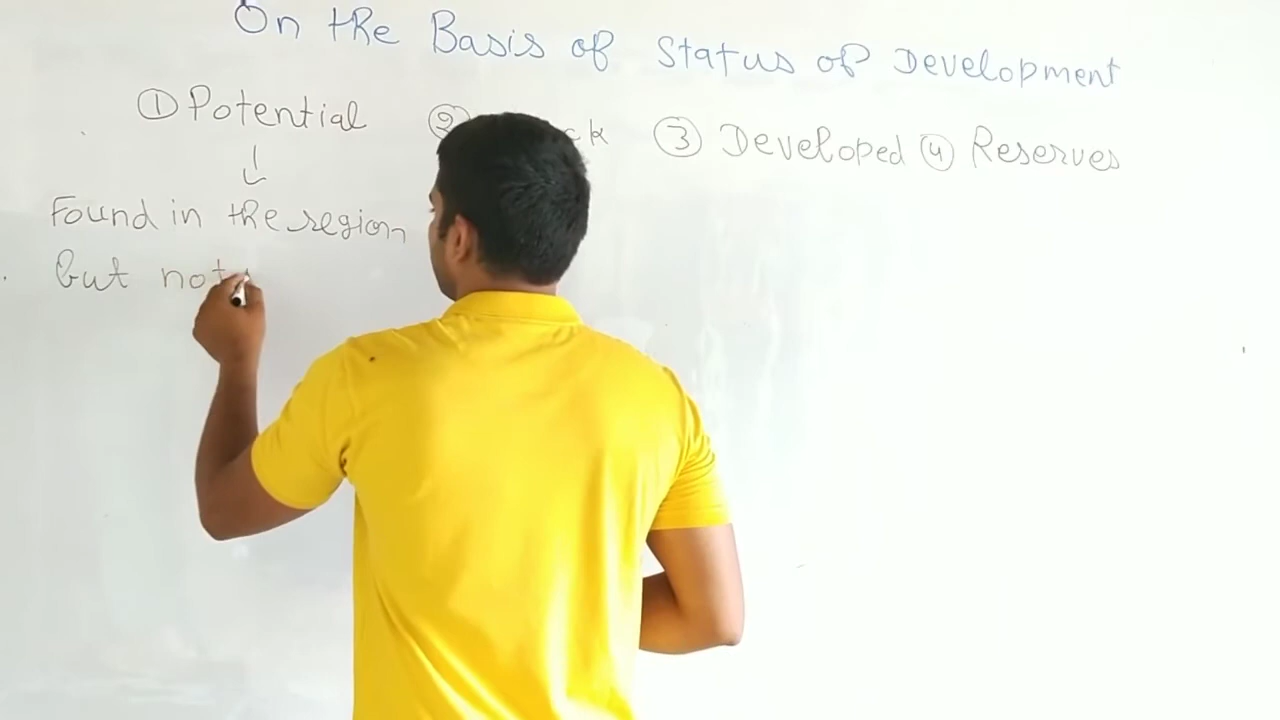 On the Basis of Status of Development
① Potential ② ck ③ Developed ④ Reserves
↓
Found in the region
but not